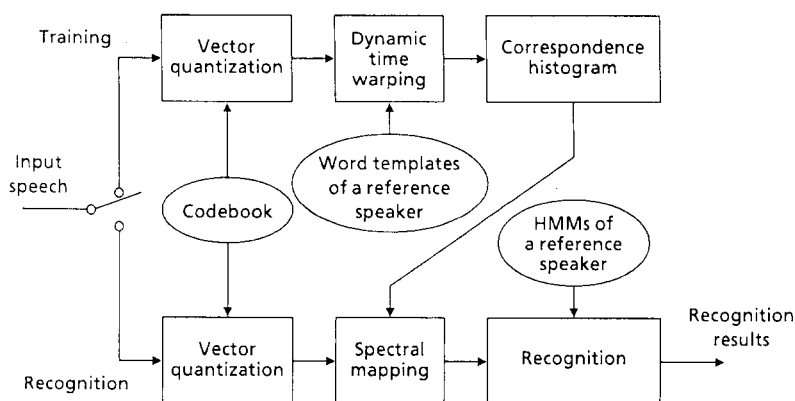 Training
Vector
quantization
Dynamic
time
warping
Correspondence
histogram
Input
speech
Codebook
Word templates
of a reference
speaker
HMMs of
a reference
speaker
Recognition
Vector
quantization
Spectral
mapping
Recognition
Recognition
results